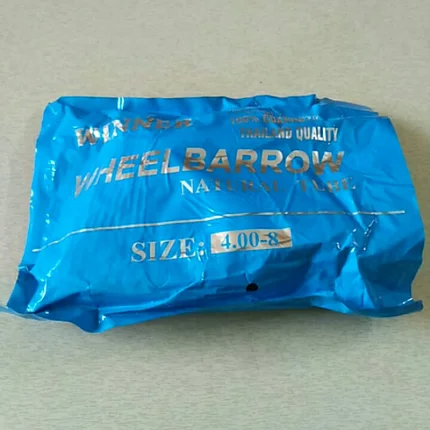 WINNER
THAILAND QUALITY
WHEELBARROW
NATURAL TUBE
SIZE: 4.00-8